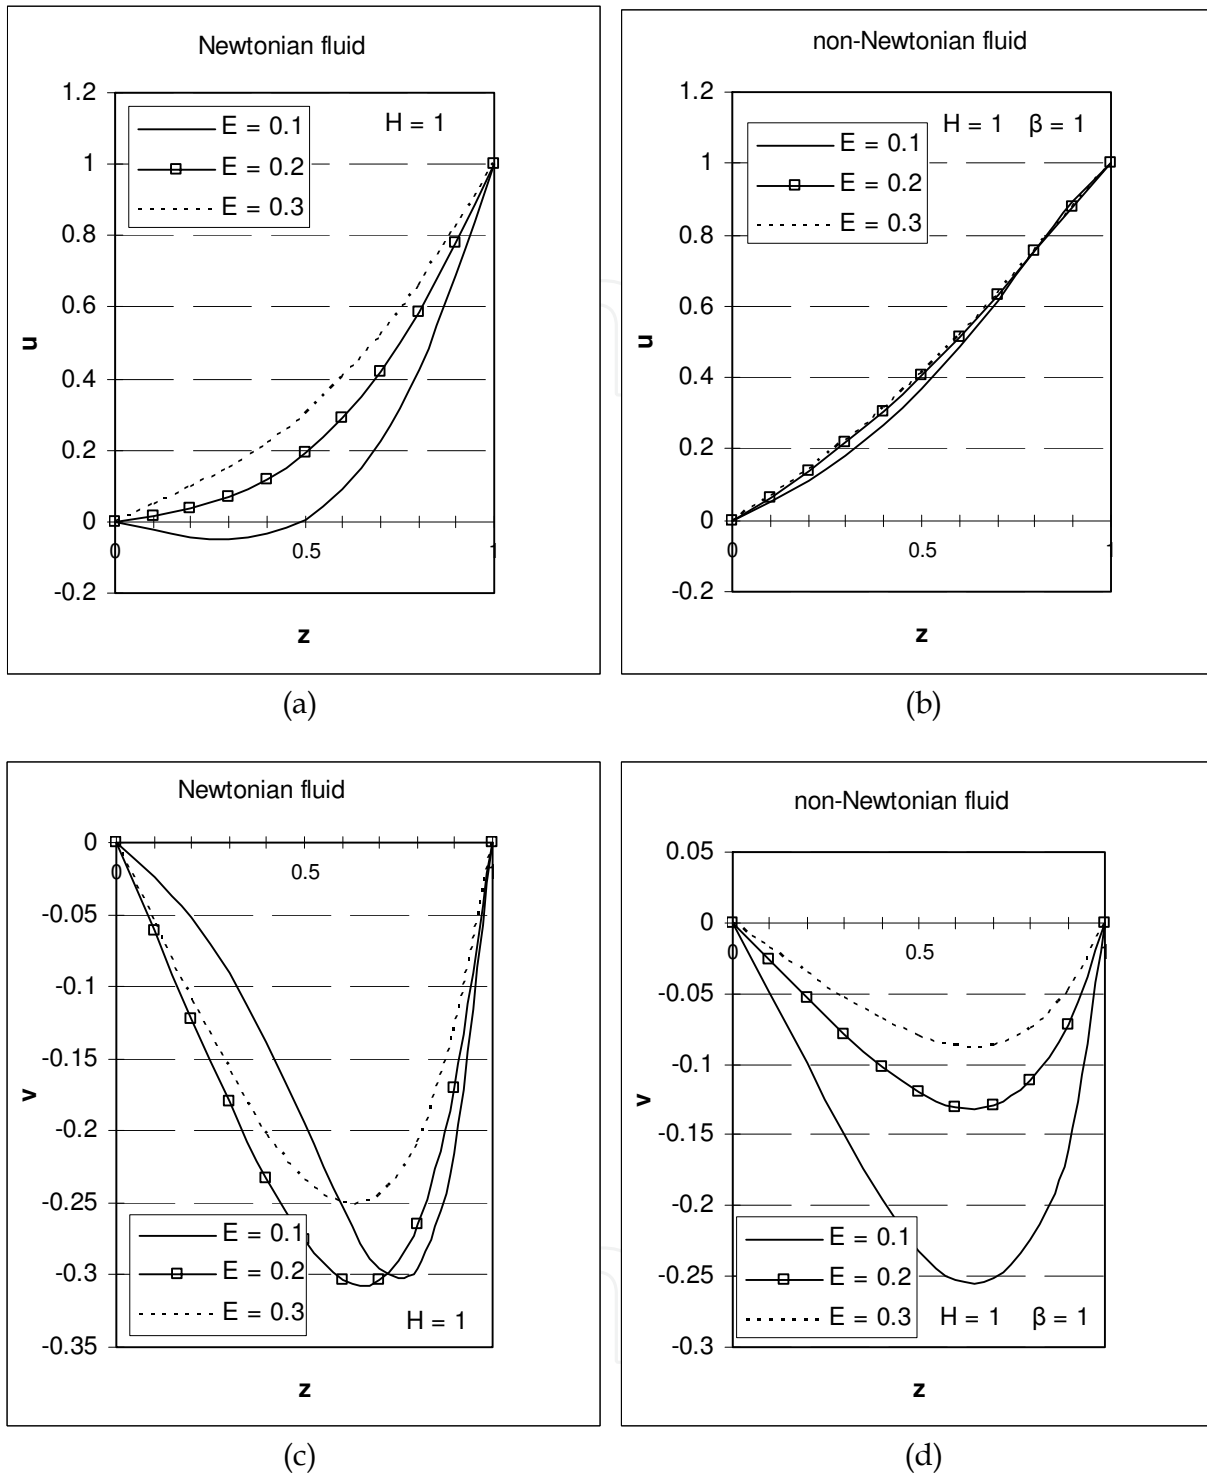 Newtonian fluid
1.2
1
0.8
0.6
0.4
0.2
0
-0.2
E = 0.1
E = 0.2
E = 0.3
H = 1
u
0
0.5
1
z
(a)
non-Newtonian fluid
1.2
1
0.8
0.6
0.4
0.2
0
-0.2
E = 0.1
E = 0.2
E = 0.3
H = 1 β = 1
u
0
0.5
1
z
(b)
Newtonian fluid
0
-0.05
-0.1
-0.15
-0.2
-0.25
-0.3
-0.35
0
0.5
1
v
E = 0.1
E = 0.2
E = 0.3
H = 1
z
(c)
non-Newtonian fluid
0.05
0
-0.05
-0.1
-0.15
-0.2
-0.25
-0.3
0
0.5
1
v
E = 0.1
E = 0.2
E = 0.3
H = 1 β = 1
z
(d)